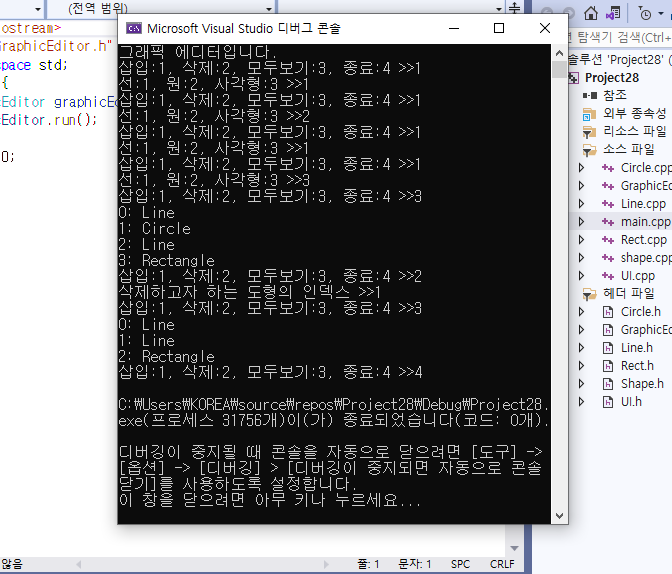 (전역 범위)
Microsoft Visual Studio 디버그 콘솔
그래픽 에디터입니다.
삽입:1, 삭제:2, 모두보기:3, 종료:4 >>1
선:1, 원:2, 사각형:3 >>1
삽입:1, 삭제:2, 모두보기:3, 종료:4 >>1
선:1, 원:2, 사각형:3 >>2
삽입:1, 삭제:2, 모두보기:3, 종료:4 >>1
선:1, 원:2, 사각형:3 >>1
삽입:1, 삭제:2, 모두보기:3, 종료:4 >>1
선:1, 원:2, 사각형:3 >>3
삽입:1, 삭제:2, 모두보기:3, 종료:4 >>3
0: Line
1: Circle
2: Line
3: Rectangle
삽입:1, 삭제:2, 모두보기:3, 종료:4 >>2
삭제하고자 하는 도형의 인덱스 >>1
삽입:1, 삭제:2, 모두보기:3, 종료:4 >>3
0: Line
1: Line
2: Rectangle
삽입:1, 삭제:2, 모두보기:3, 종료:4 >>4
C:\Users\KOREA\source\repos\Project28\Debug\Project28.
exe(프로세스 31756개)이(가) 종료되었습니다(코드: 0개).
디버깅이 중지될 때 콘솔을 자동으로 닫으려면 [도구] ->
[옵션] -> [디버깅] > [디버깅이 중지되면 자동으로 콘솔
닫기]를 사용하도록 설정합니다.
이 창을 닫으려면 아무 키나 누르세요...
ostream>
GraphicEditor.h"
space std;
{
cEditor graphicEd
cEditor.run();
0;
않음
줄: 1
문자: 1
SPC
CRLF
탐색기 검색(Ctrl+
솔루션 'Project28'
Project28
참조
외부 종속성
리소스 파일
소스 파일
Circle.cpp
GraphicEd
Line.cpp
main.cpp
Rect.cpp
shape.cpp
UI.cpp
헤더 파일
Circle.h
GraphicEd
Line.h
Rect.h
Shape.h
UI.h